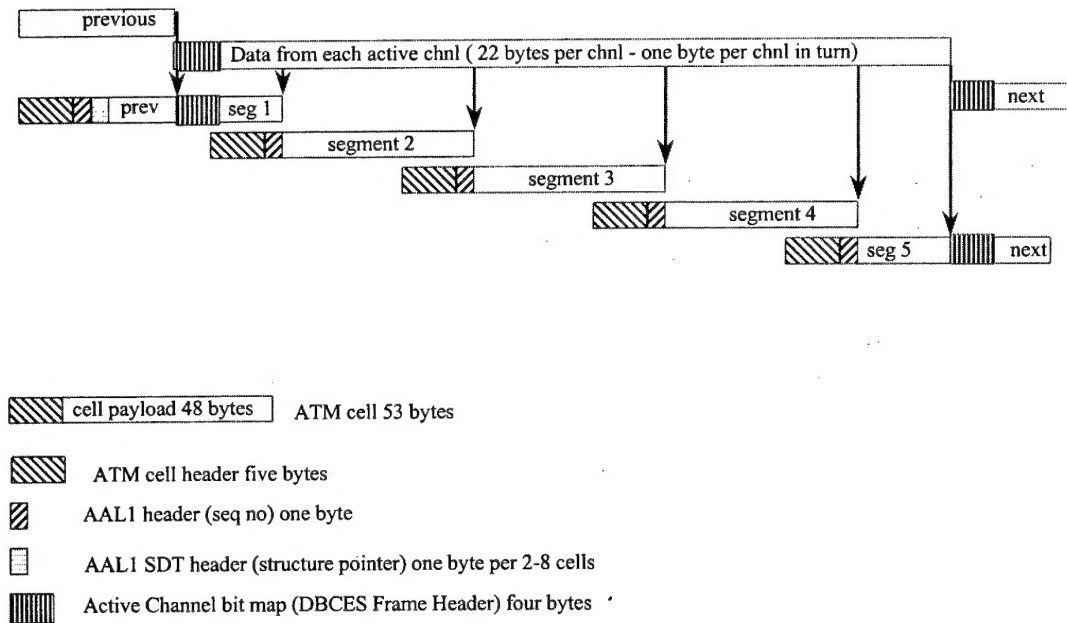 previous
Data from each active chnl ( 22 bytes per chnl - one byte per chnl in turn)
prev
seg 1
next
segment 2
segment 3
segment 4
seg 5
next
cell payload 48 bytes
ATM cell 53 bytes
ATM cell header five bytes
AAL1 header (seq no) one byte
AAL1 SDT header (structure pointer) one byte per 2-8 cells
Active Channel bit map (DBCES Frame Header) four bytes